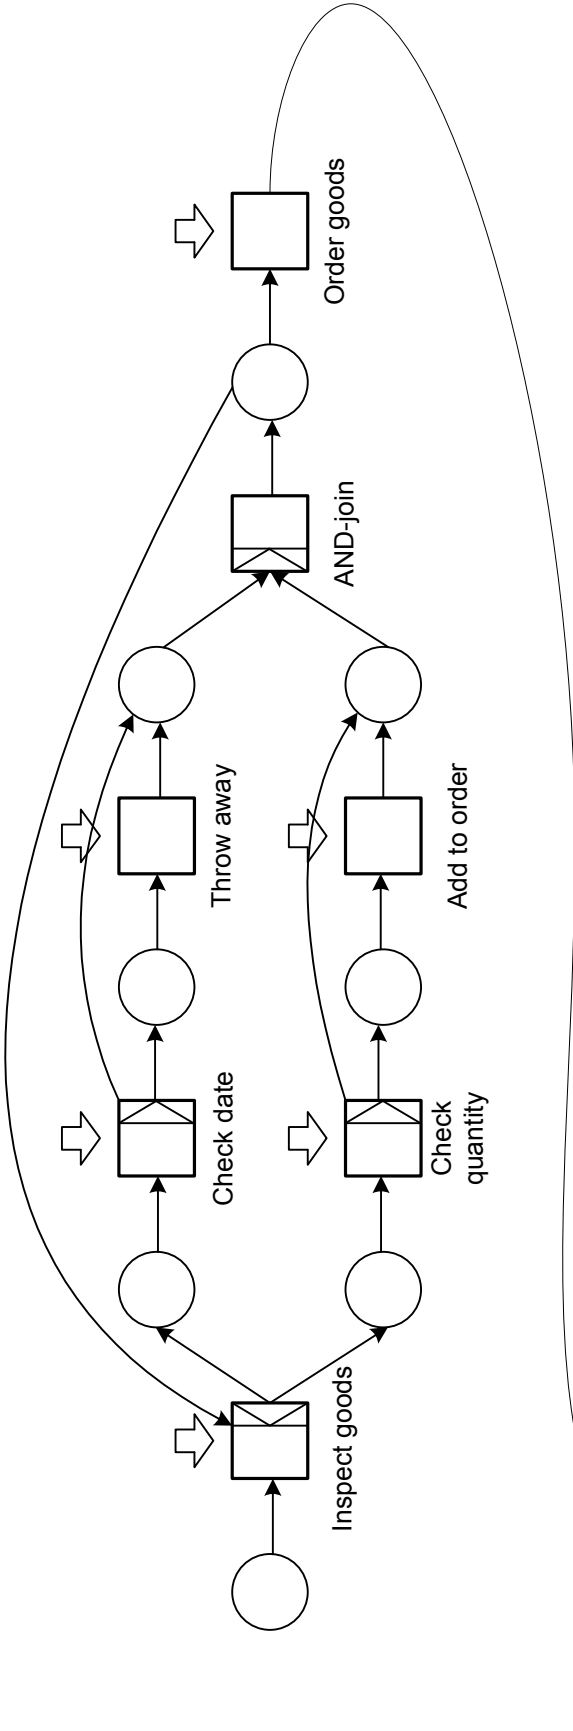 Inspect goods
Check date
Check
quantity
Throw away
Add to order
AND-join
Order goods